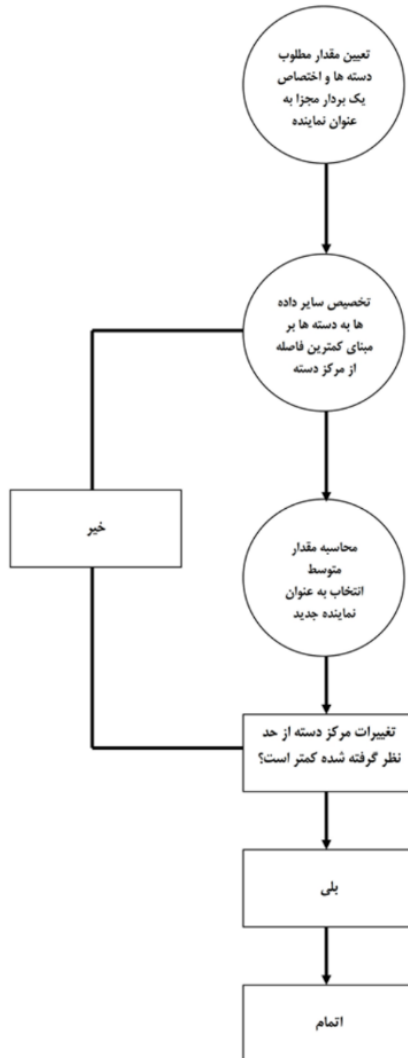 تعیین مقدار مطلوب
دسته ها و اختصاص
یک بردار مجزا به
عنوان نماینده
تخصیص سایر داده
ها به دسته ها بر
مبنای کمترین فاصله
از مرکز دسته
خیر
محاسبه مقدار
متوسط
انتخاب به عنوان
نماینده جدید
تغییرات مرکز دسته از حد
نظر گرفته شده کمتر است؟
بلی
اتمام